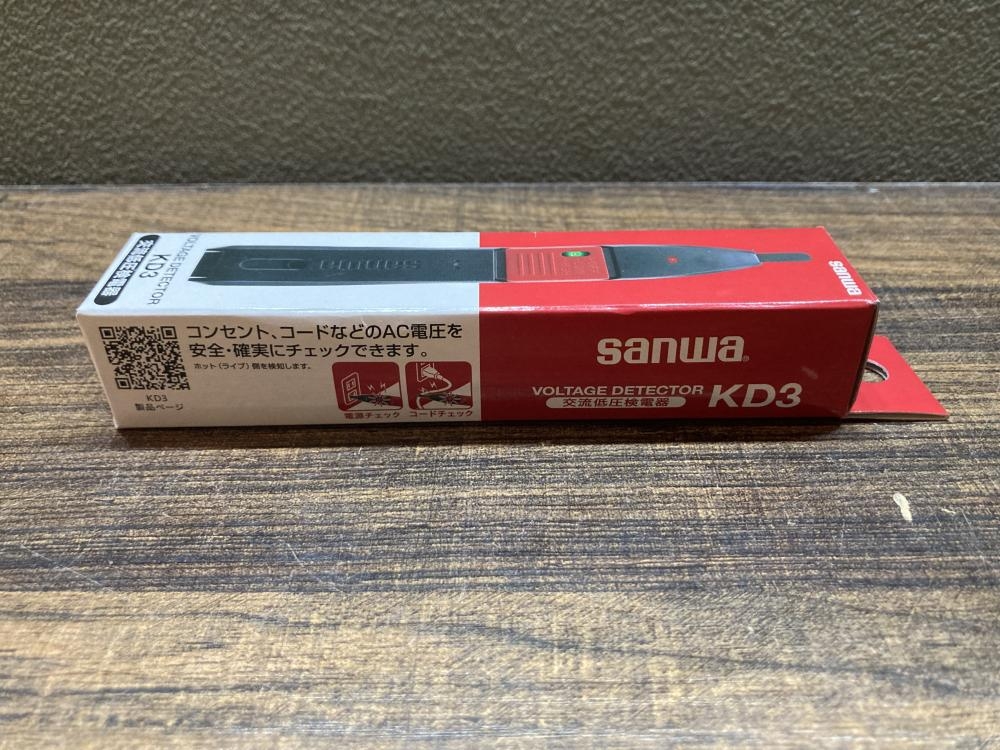 交流低圧検電器
KD3
VOLTAGE DETECTOR
sanwa
sanwa
コンセント、コードなどのAC電圧を
安全・確実にチェックできます。
ホット（ライブ）側を検知します。
KD3
製品ページ
電源チェック
コードチェック
sanwa®
VOLTAGE DETECTOR
交流低圧検電器
KD3